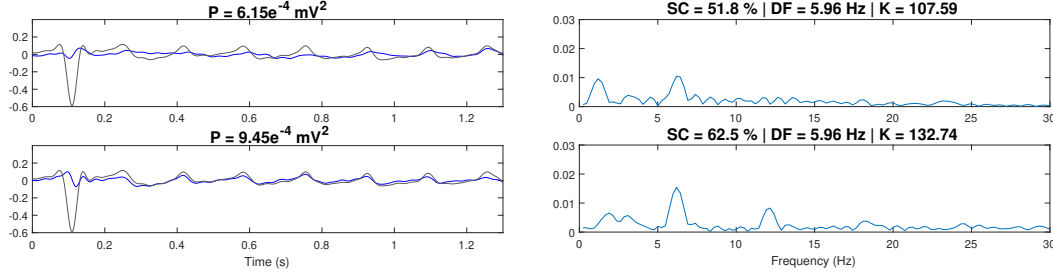 P = 6.15e⁻⁴ mV²
0.2
0
-0.2
-0.4
-0.6
0 0.2 0.4 0.6 0.8 1 1.2
SC = 51.8 % | DF = 5.96 Hz | K = 107.59
0.03
0.02
0.01
0
0 5 10 15 20 25 30
P = 9.45e⁻⁴ mV²
0.2
0
-0.2
-0.4
-0.6
0 0.2 0.4 0.6 0.8 1 1.2
Time (s)
SC = 62.5 % | DF = 5.96 Hz | K = 132.74
0.03
0.02
0.01
0
0 5 10 15 20 25 30
Frequency (Hz)